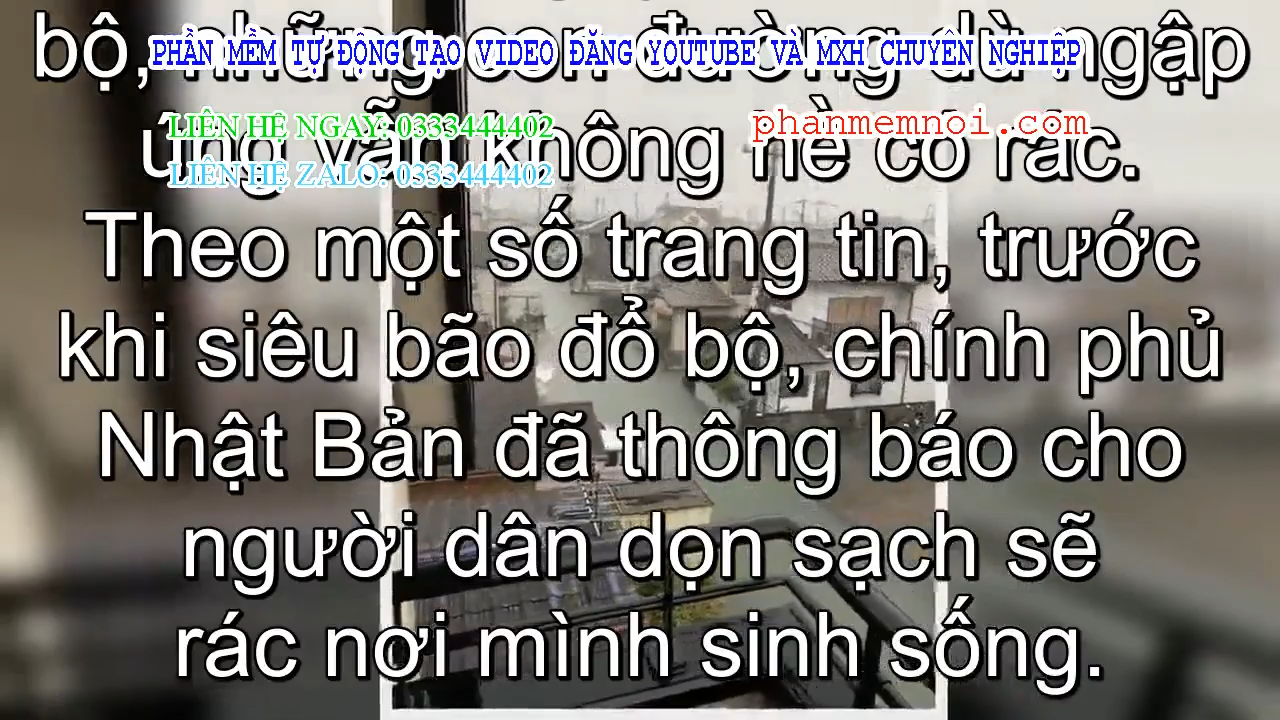 bộ, những con đường dù ngập
PHẦN MỀM TỰ ĐỘNG TẠO VIDEO ĐĂNG YOUTUBE VÀ MXH CHUYÊN NGHIỆP
LIÊN HỆ NGAY: 0333444402
phanmemnoi.com
úng vẫn không hề có rác.
LIÊN HỆ ZALO: 0333444402
Theo một số trang tin, trước
khi siêu bão đổ bộ, chính phủ
Nhật Bản đã thông báo cho
người dân dọn sạch sẽ
rác nơi mình sinh sống.